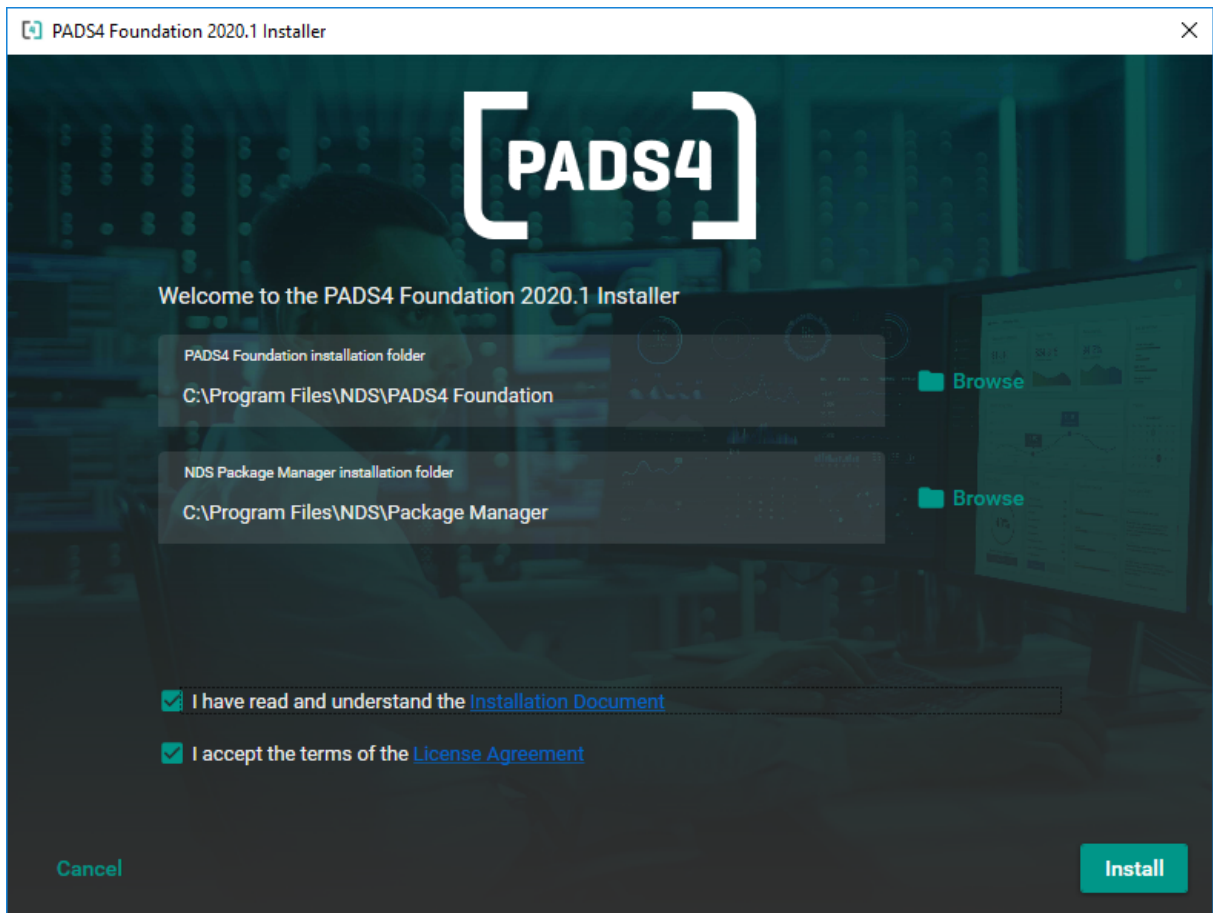 PADS4 Foundation 2020.1 Installer
PADS4
Welcome to the PADS4 Foundation 2020.1 Installer
PADS4 Foundation installation folder
C:\Program Files\NDS\PADS4 Foundation
Browse
NDS Package Manager installation folder
C:\Program Files\NDS\Package Manager
Browse
I have read and understand the Installation Document
I accept the terms of the License Agreement
Cancel
Install